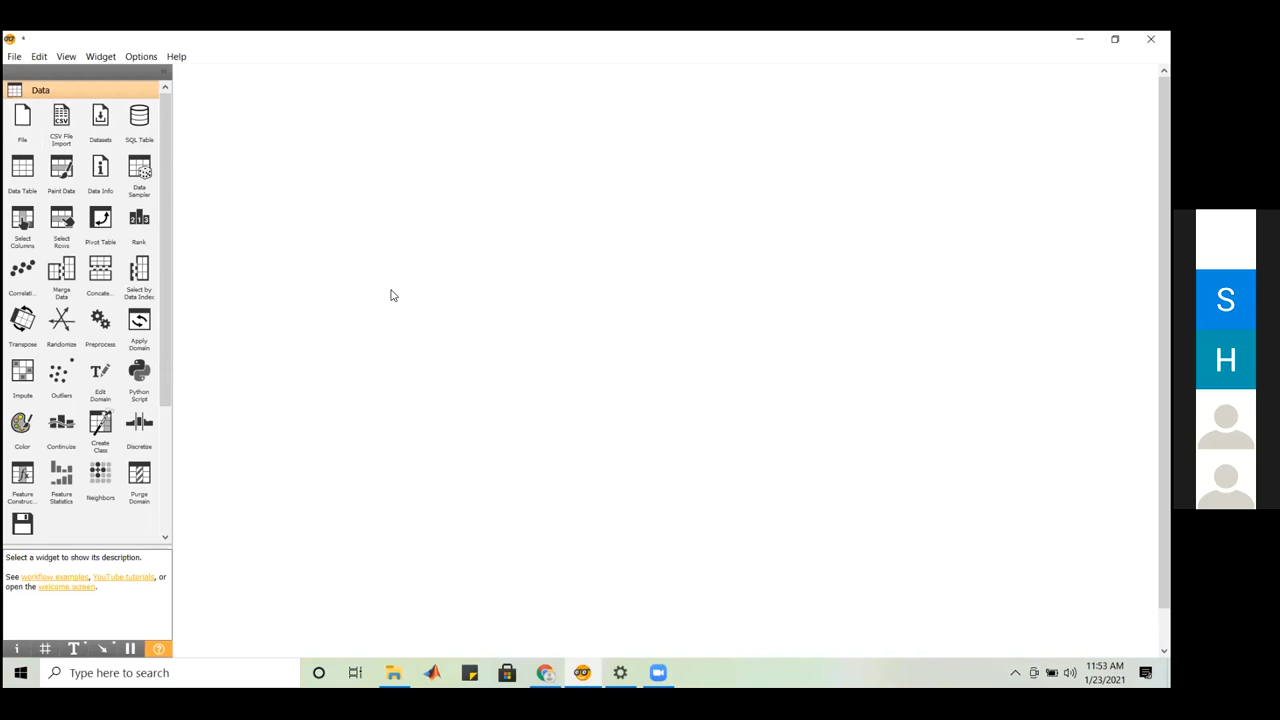 *
File Edit View Widget Options Help
Data
File
CSV File
Import
Datasets
SQL Table
CSV
Data Table
Paint Data
Data Info
Data
Sampler
Select
Columns
Select
Rows
Pivot Table
Rank
2 1 3
Correlati...
Merge
Data
Concate...
Select by
Data Index
Transpose
Randomize
Preprocess
Apply
Domain
Impute
Outliers
Edit
Domain
Python
Script
Color
Continuize
Create
Class
Discretize
Feature
Construc...
Feature
Statistics
Neighbors
Purge
Domain
Select a widget to show its description.
See workflow examples, YouTube tutorials, or
open the welcome screen.
Type here to search
11:53 AM
1/23/2021
S
H